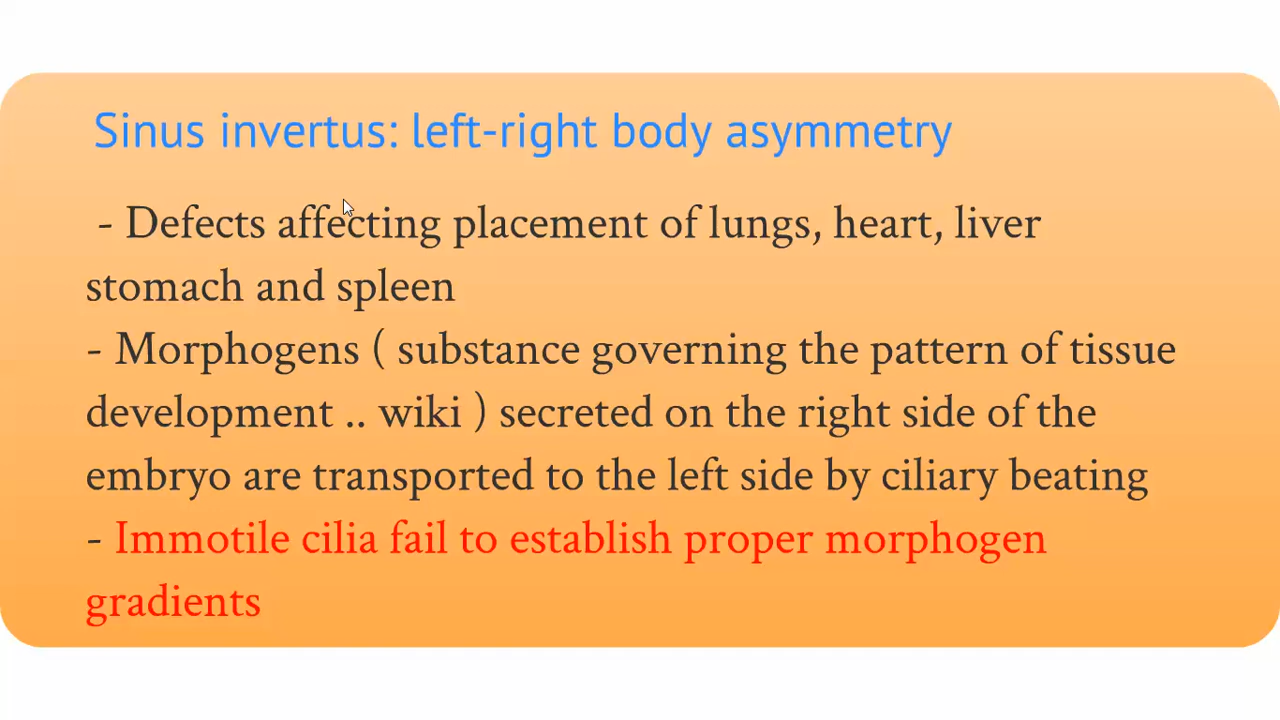 Sinus invertus: left-right body asymmetry
- Defects affecting placement of lungs, heart, liver
stomach and spleen
- Morphogens ( substance governing the pattern of tissue
development .. wiki ) secreted on the right side of the
embryo are transported to the left side by ciliary beating
- Immotile cilia fail to establish proper morphogen
gradients